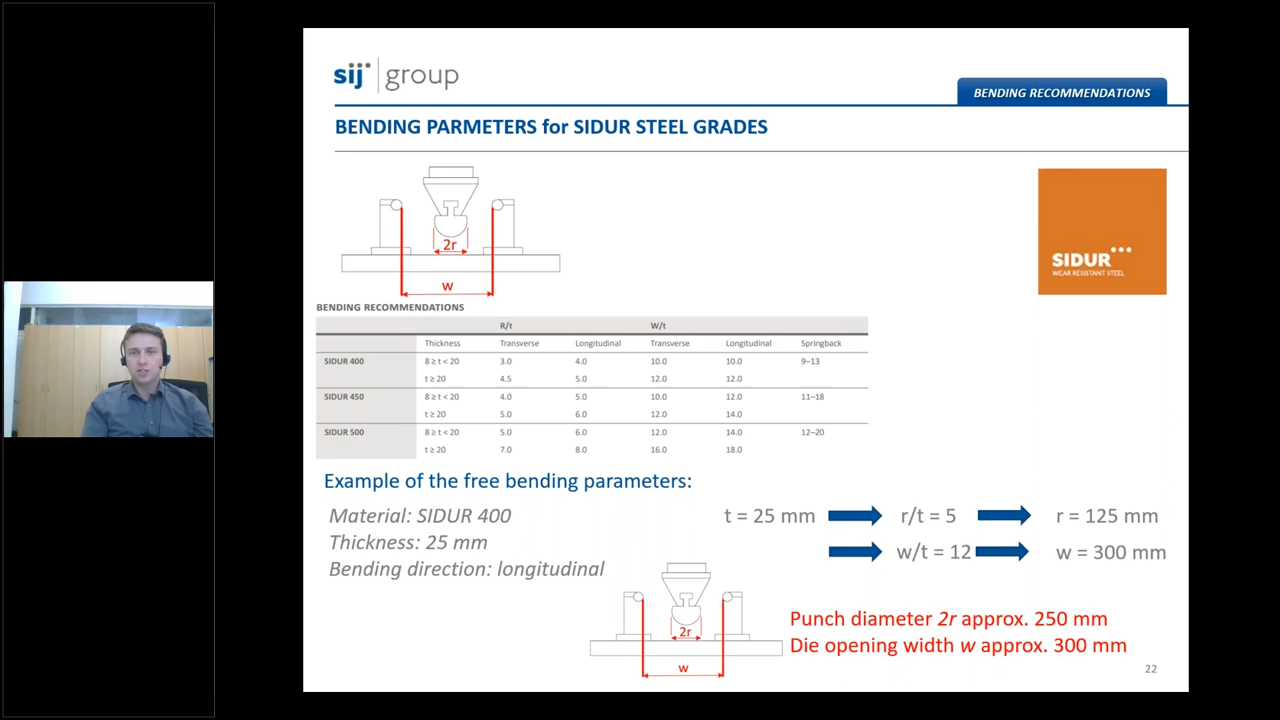 sij group
BENDING RECOMMENDATIONS
BENDING PARMETERS for SIDUR STEEL GRADES
2r
w
SIDUR
WEAR RESISTANT STEEL
BENDING RECOMMENDATIONS
R/t W/t
Thickness Transverse Longitudinal Transverse Longitudinal Springback
SIDUR 400 8 ≥ t < 20 3.0 4.0 10.0 10.0 9–13
t ≥ 20 4.5 5.0 12.0 12.0
SIDUR 450 8 ≥ t < 20 4.0 5.0 10.0 12.0 11–18
t ≥ 20 5.0 6.0 12.0 14.0
SIDUR 500 8 ≥ t < 20 5.0 6.0 12.0 14.0 12–20
t ≥ 20 7.0 8.0 16.0 18.0
Example of the free bending parameters:
Material: SIDUR 400
Thickness: 25 mm
Bending direction: longitudinal
t = 25 mm r/t = 5 r = 125 mm
w/t = 12 w = 300 mm
2r
w
Punch diameter 2r approx. 250 mm
Die opening width w approx. 300 mm
22